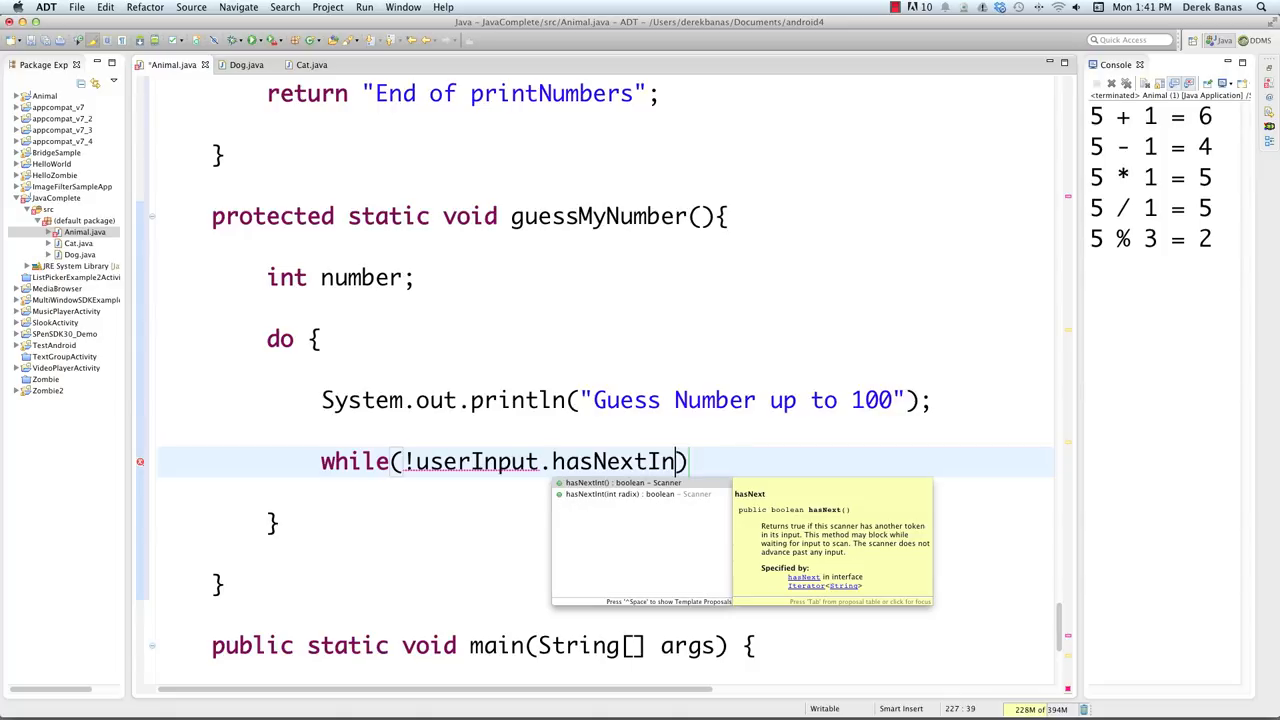 ADT File Edit Refactor Source Navigate Search Project Run Window Help 10 Mon 1:41 PM Derek Banas
Java – JavaComplete/src/Animal.java – ADT – /Users/derekbanas/Documents/android4
Quick Access Java DDMS
Package Exp
Animal
appcompat_v7
appcompat_v7_2
appcompat_v7_3
appcompat_v7_4
BridgeSample
HelloWorld
HelloZombie
ImageFilterSampleApp
JavaComplete
src
(default package)
Animal.java
Cat.java
Dog.java
JRE System Library [Ja
ListPickerExample2Activi
MediaBrowser
MultiWindowSDKExample
MusicPlayerActivity
SlookActivity
SPenSDK30_Demo
TestAndroid
TextGroupActivity
VideoPlayerActivity
Zombie
Zombie2
*Animal.java Dog.java Cat.java
return "End of printNumbers";
}
protected static void guessMyNumber(){
int number;
do {
System.out.println("Guess Number up to 100");
while(!userInput.hasNextIn)
}
}
public static void main(String[] args) {
hasNextInt() : boolean – Scanner
hasNextInt(int radix) : boolean – Scanner
Press '^Space' to show Template Proposals
hasNext
public boolean hasNext()
Returns true if this scanner has another token
in its input. This method may block while
waiting for input to scan. The scanner does not
advance past any input.
Specified by:
hasNext in interface
Iterator<String>
Press 'Tab' from proposal table or click for focus
Console
<terminated> Animal (1) [Java Application] /S
5 + 1 = 6
5 - 1 = 4
5 * 1 = 5
5 / 1 = 5
5 % 3 = 2
Writable Smart Insert 227 : 39 228M of 394M